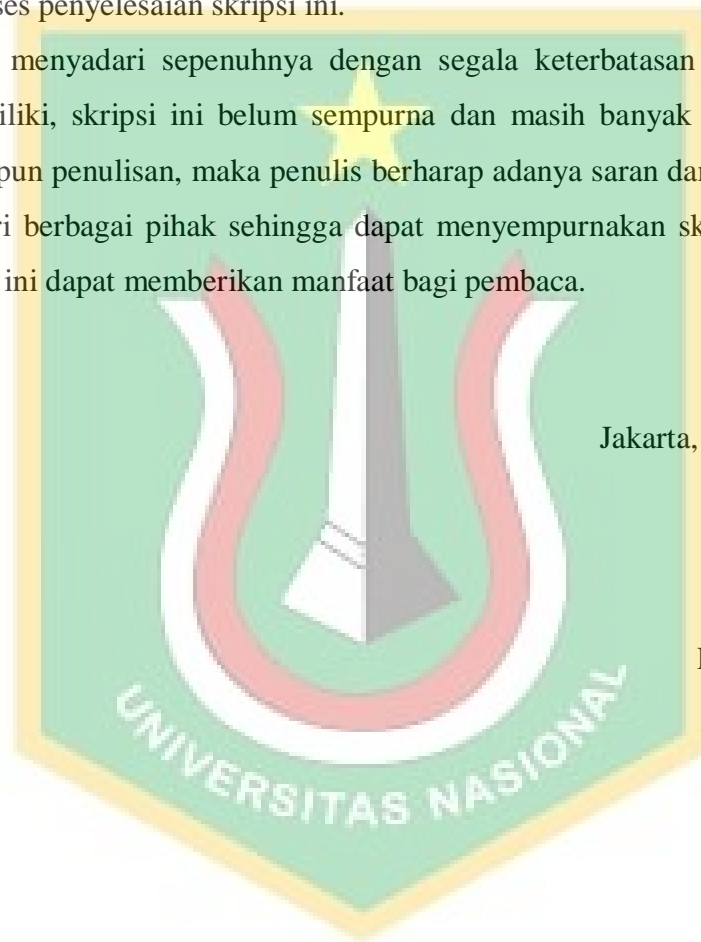 ses penyelesaian skripsi ini.
menyadari sepenuhnya dengan segala keterbatasan
iliki, skripsi ini belum sempurna dan masih banyak
pun penulisan, maka penulis berharap adanya saran dan
ri berbagai pihak sehingga dapat menyempurnakan sk
ini dapat memberikan manfaat bagi pembaca.
Jakarta,
UNIVERSITAS NASIONAL